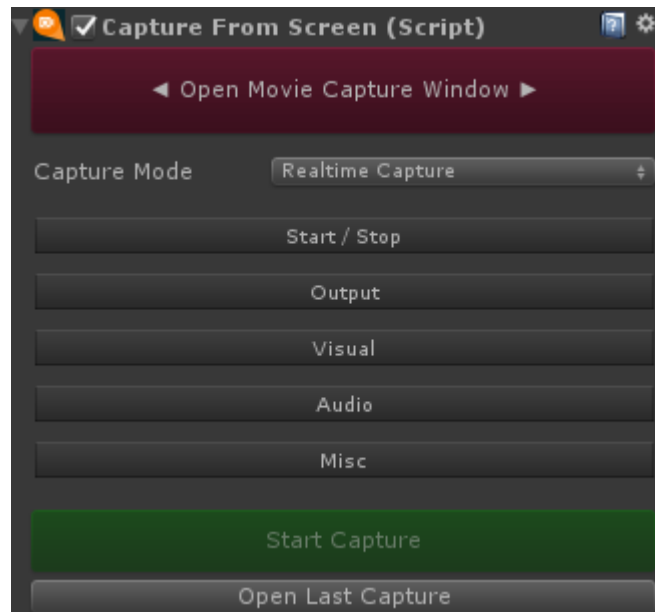 Capture From Screen (Script)
◄ Open Movie Capture Window ►
Capture Mode Realtime Capture
Start / Stop
Output
Visual
Audio
Misc
Start Capture
Open Last Capture